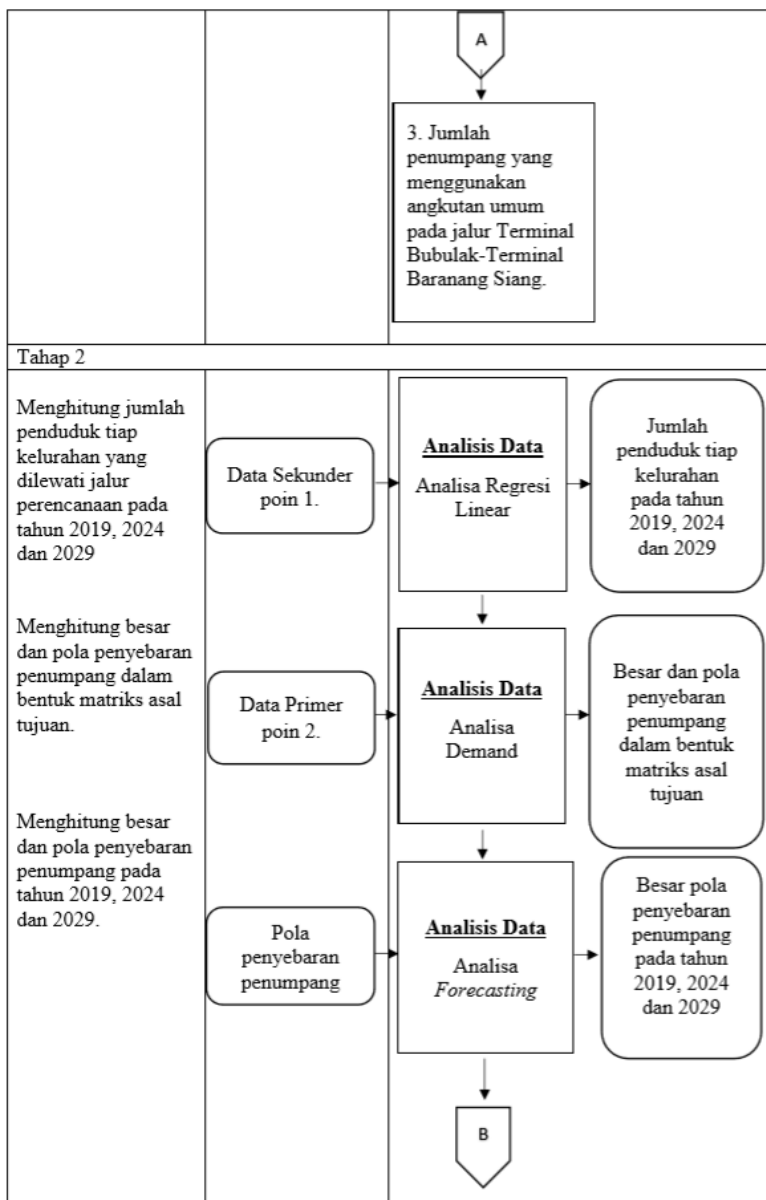 A
3. Jumlah
penumpang yang
menggunakan
angkutan umum
pada jalur Terminal
Bubulak-Terminal
Baranang Siang.
Tahap 2
Menghitung jumlah
penduduk tiap
kelurahan yang
dilewati jalur
perencanaan pada
tahun 2019, 2024
dan 2029
Data Sekunder
poin 1.
Analisis Data
Analisa Regresi
Linear
Jumlah
penduduk tiap
kelurahan
pada tahun
2019, 2024
dan 2029
Menghitung besar
dan pola penyebaran
penumpang dalam
bentuk matriks asal
tujuan.
Data Primer
poin 2.
Analisis Data
Analisa
Demand
Besar dan pola
penyebaran
penumpang
dalam bentuk
matriks asal
tujuan
Menghitung besar
dan pola penyebaran
penumpang pada
tahun 2019, 2024
dan 2029.
Pola
penyebaran
penumpang
Analisis Data
Analisa
Forecasting
Besar pola
penyebaran
penumpang
pada tahun
2019, 2024
dan 2029
B